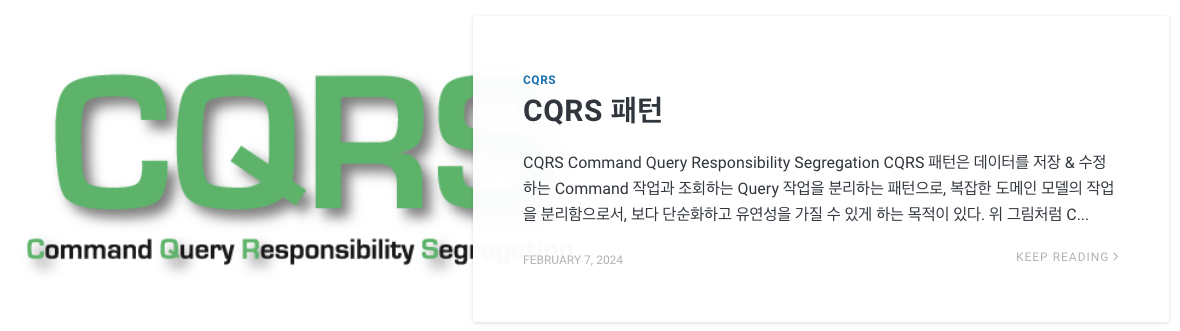 CQRS
Command Query Responsibility Segregation
CQRS
CQRS 패턴
CQRS Command Query Responsibility Segregation CQRS 패턴은 데이터를 저장 & 수정
하는 Command 작업과 조회하는 Query 작업을 분리하는 패턴으로, 복잡한 도메인 모델의 작업
을 분리함으로서, 보다 단순화하고 유연성을 가질 수 있게 하는 목적이 있다. 위 그림처럼 C...
FEBRUARY 7, 2024
KEEP READING >